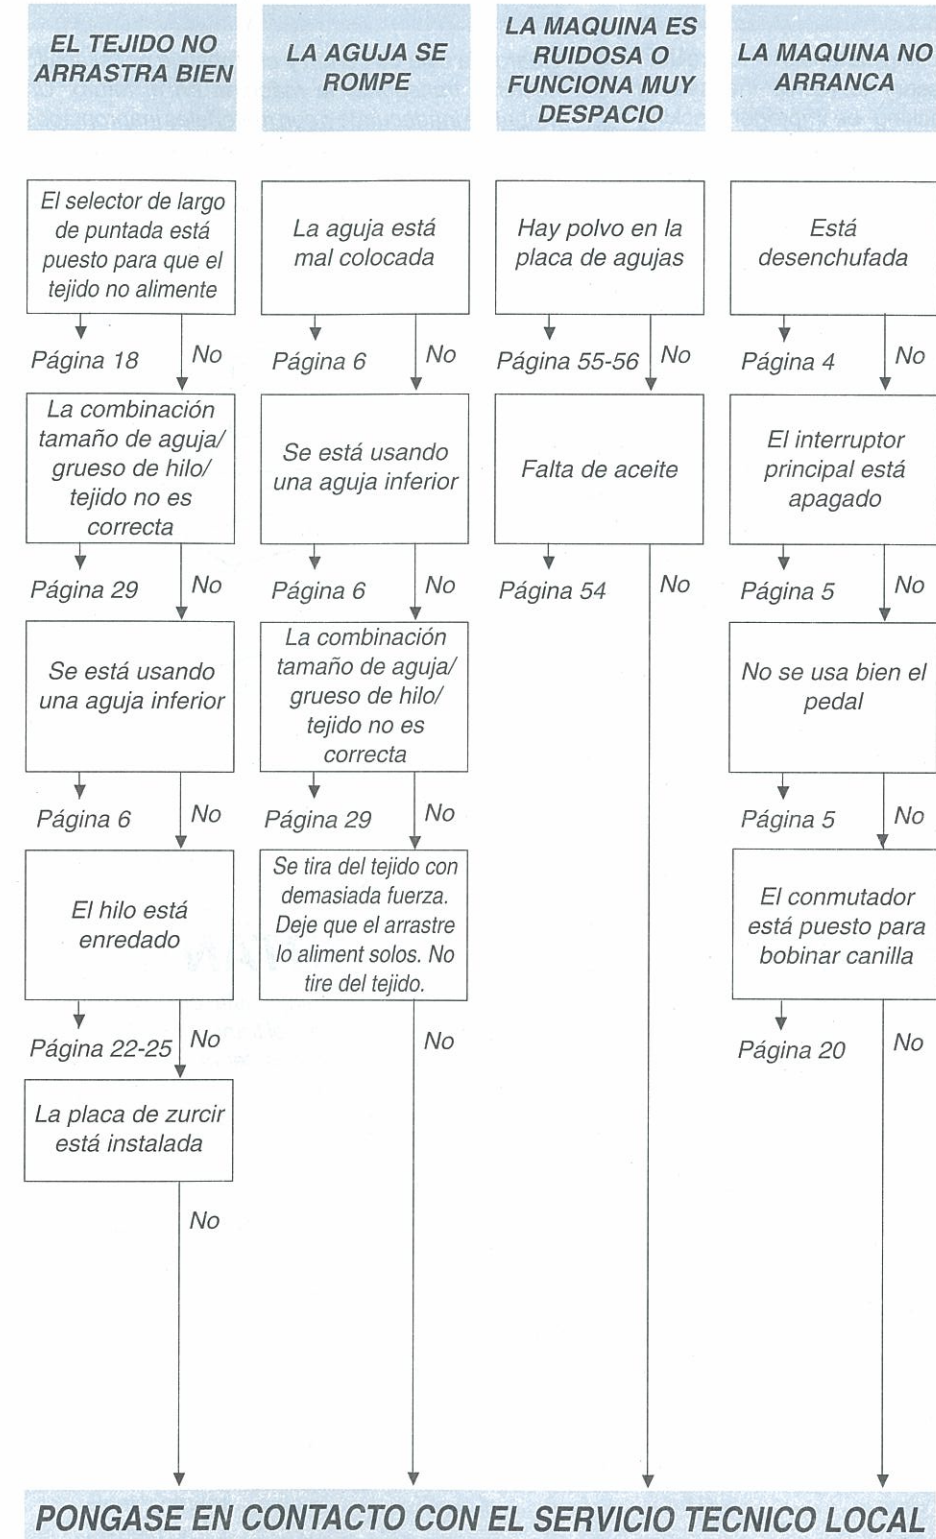 EL TEJIDO NO
ARRASTRA BIEN
El selector de largo
de puntada está
puesto para que el
tejido no alimente
Página 18
No
La combinación
tamaño de aguja/
grueso de hilo/
tejido no es
correcta
Página 29
No
Se está usando
una aguja inferior
Página 6
No
El hilo está
enredado
Página 22-25
No
La placa de zurcir
está instalada
No
LA AGUJA SE
ROMPE
La aguja está
mal colocada
Página 6
No
Se está usando
una aguja inferior
Página 6
No
La combinación
tamaño de aguja/
grueso de hilo/
tejido no es
correcta
Página 29
No
Se tira del tejido con
demasiada fuerza.
Deje que el arrastre
lo aliment solos. No
tire del tejido.
No
LA MAQUINA ES
RUIDOSA O
FUNCIONA MUY
DESPACIO
Hay polvo en la
placa de agujas
Página 55-56
No
Falta de aceite
Página 54
No
LA MAQUINA NO
ARRANCA
Está
desenchufada
Página 4
No
El interruptor
principal está
apagado
Página 5
No
No se usa bien el
pedal
Página 5
No
El conmutador
está puesto para
bobinar canilla
Página 20
No
PONGASE EN CONTACTO CON EL SERVICIO TECNICO LOCAL